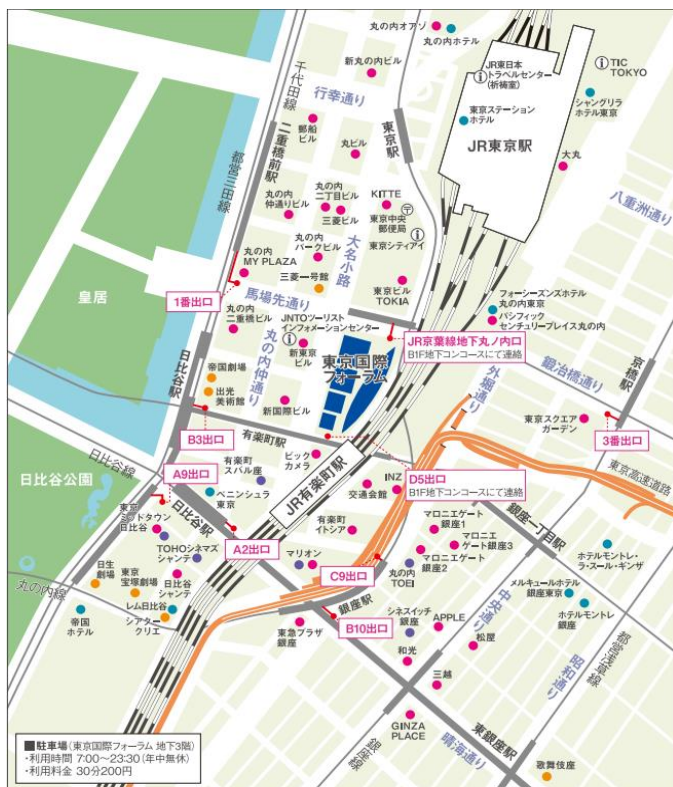 丸の内オアゾ
丸の内ホテル
新丸の内ビル
JR東日本
トラベルセンター
(祈祷室)
TIC
TOKYO
千代田線
行幸通り
東京ステーション
ホテル
シャングリラ
ホテル東京
郵船
ビル
東京駅
JR東京駅
二重橋前駅
丸ビル
大丸
都営三田線
丸の内
仲通りビル
丸の内
二丁目ビル
三菱ビル
KITTE
東京中央
郵便局
八重洲通り
大名小路
東京シティアイ
丸の内
パークビル
丸の内
MY PLAZA
三菱一号館
東京ビル
TOKIA
フォーシーズンズホテル
丸の内東京
パシフィック
センチュリープレイス丸の内
皇居
1番出口
馬場先通り
丸の内
二重橋ビル
JNTOツーリスト
インフォメーションセンター
JR京葉線地下丸ノ内口
B1F地下コンコースにて連絡
京橋駅
日比谷駅
丸の内仲通り
新東京
ビル
東京国際
フォーラム
外堀通り
鍛冶橋通り
帝国劇場
出光
美術館
新国際ビル
東京スクエア
ガーデン
3番出口
B3出口
有楽町駅
東京高速道路
日比谷線
日比谷公園
A9出口
有楽町
スバル座
ビック
カメラ
JR有楽町駅
INZ
交通会館
D5出口
B1F地下コンコースにて連絡
ペニンシュラ
東京
東京
ミッドタウン
日比谷
日比谷駅
有楽町
イトシア
マロニエゲート
銀座1
銀座一丁目駅
マロニエ
ゲート銀座3
TOHOシネマズ
シャンテ
A2出口
マロニエゲート
銀座2
ホテルモントレ・
ラ・スール・ギンザ
丸の内線
日生
劇場
東京
宝塚劇場
日比谷
シャンテ
マリオン
C9出口
丸の内
TOEI
メルキュールホテル
銀座東京
レム日比谷
帝国
ホテル
シアター
クリエ
銀座駅
B10出口
シネスイッチ
銀座
APPLE
中央通り
ホテルモントレ
銀座
東急プラザ
銀座
和光
松屋
都営浅草線
昭和通り
三越
GINZA
PLACE
東銀座駅
銀座線
晴海通り
歌舞伎座
■駐車場(東京国際フォーラム 地下3階)
・利用時間 7:00〜23:30(年中無休)
・利用料金 30分200円